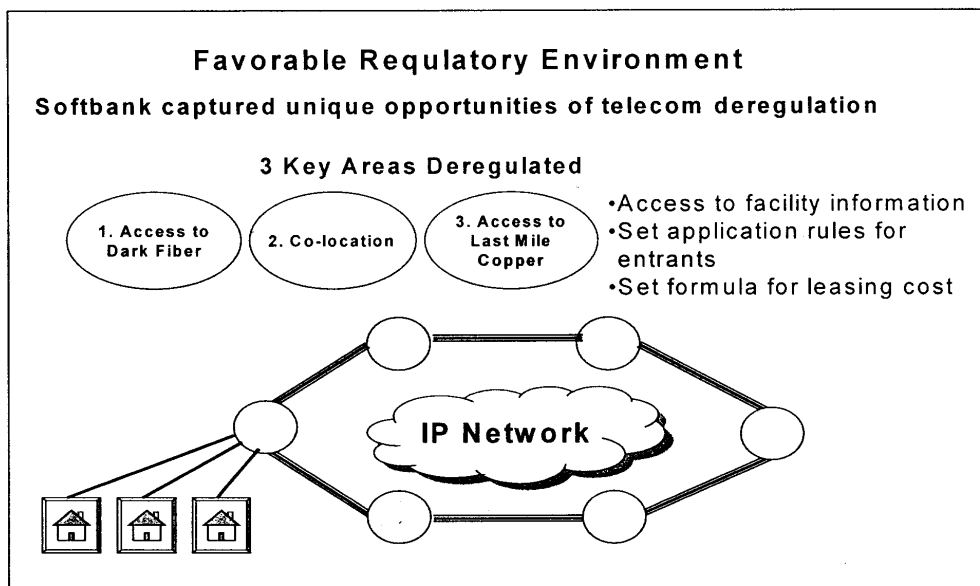 Favorable Requlatory Environment
Softbank captured unique opportunities of telecom deregulation
3 Key Areas Deregulated
1. Access to
Dark Fiber
2. Co-location
3. Access to
Last Mile
Copper
•Access to facility information
•Set application rules for
entrants
•Set formula for leasing cost
IP Network